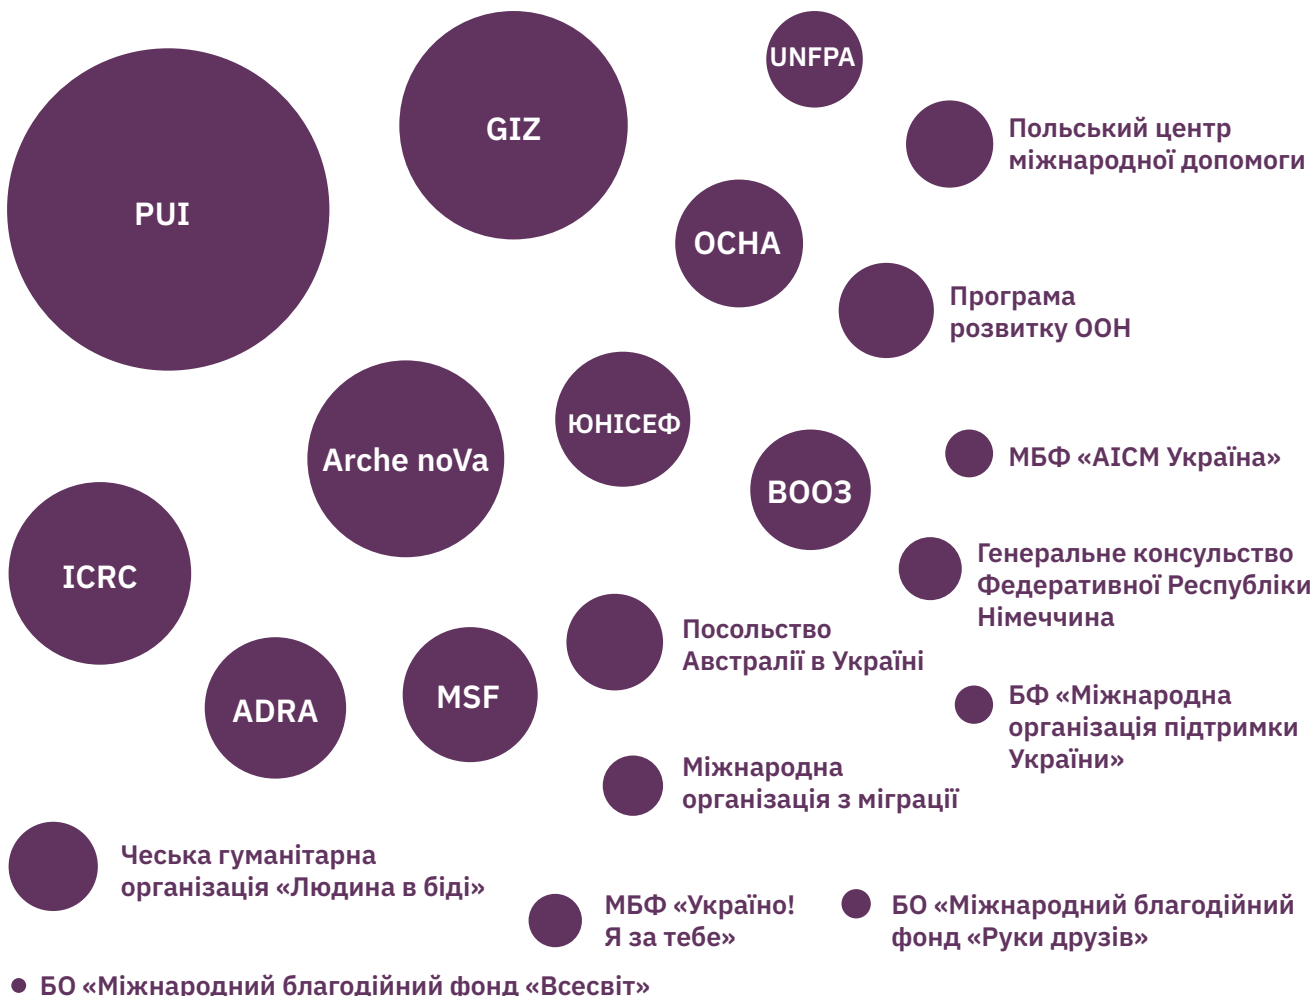 UNFPA
GIZ
Польський центр
міжнародної допомоги
PUI
OCHA
Програма
розвитку ООН
ЮНІСЕФ
Arche noVa
МБФ «АІСМ Україна»
ВООЗ
Генеральне консульство
Федеративної Республіки
Німеччина
ICRC
Посольство
Австралії в Україні
MSF
ADRA
БФ «Міжнародна
організація підтримки
України»
Міжнародна
організація з міграції
Чеська гуманітарна
організація «Людина в біді»
МБФ «Україно!
Я за тебе»
БО «Міжнародний благодійний
фонд «Руки друзів»
БО «Міжнародний благодійний фонд «Всесвіт»